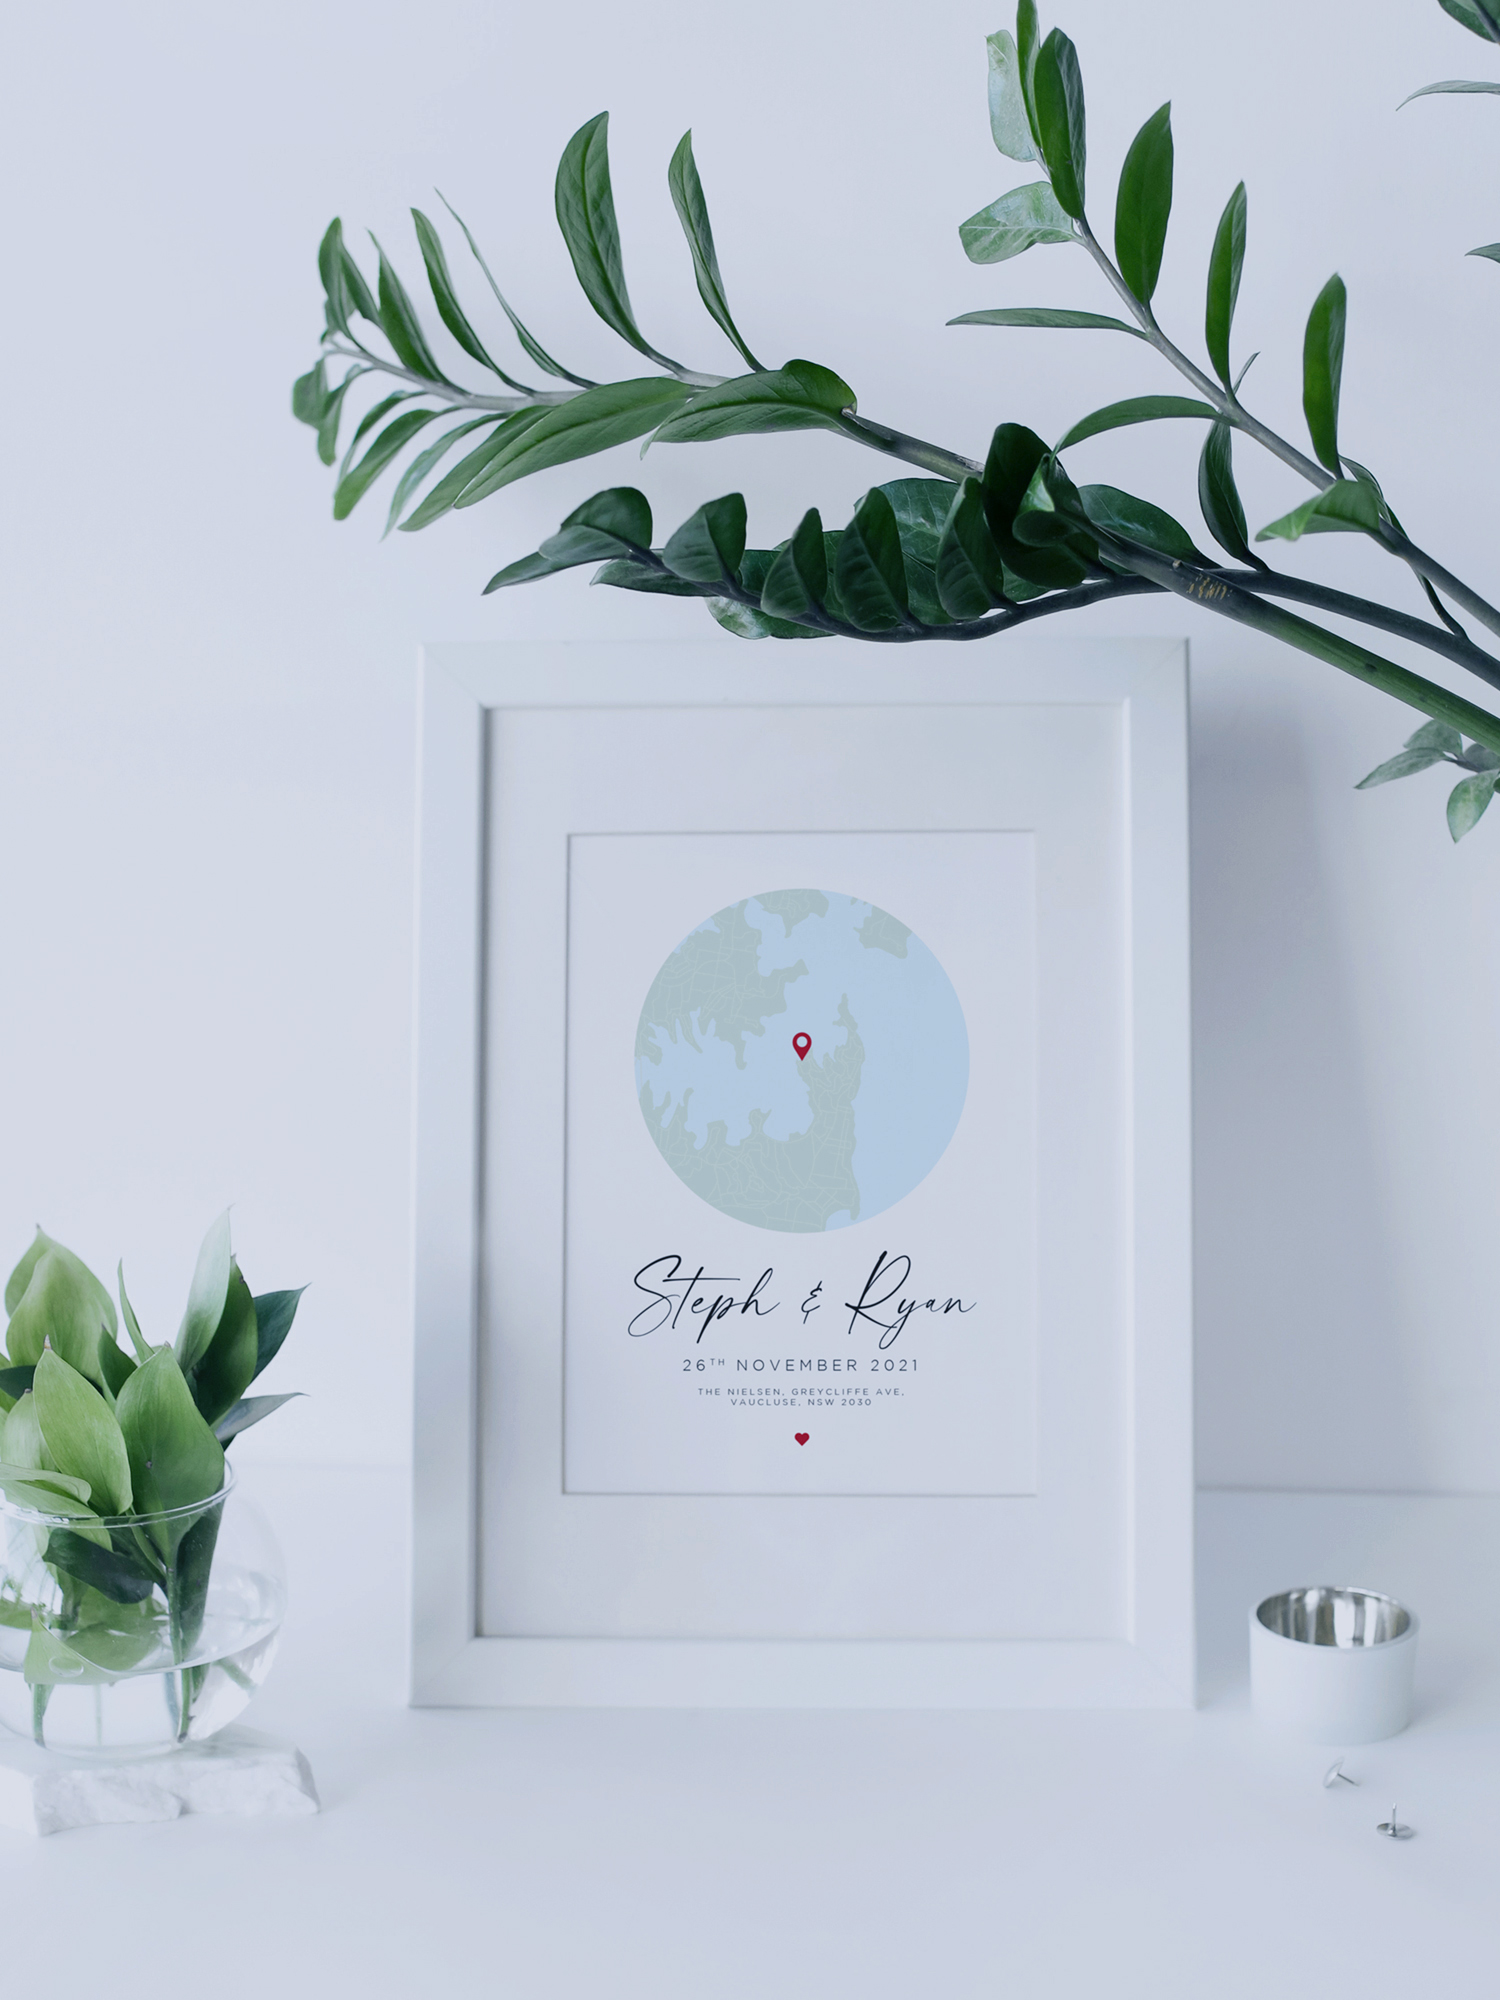 Steph & Ryan
26TH NOVEMBER 2021
THE NIELSEN, GREYCLIFFE AVE,
VAUCLUSE, NSW 2030